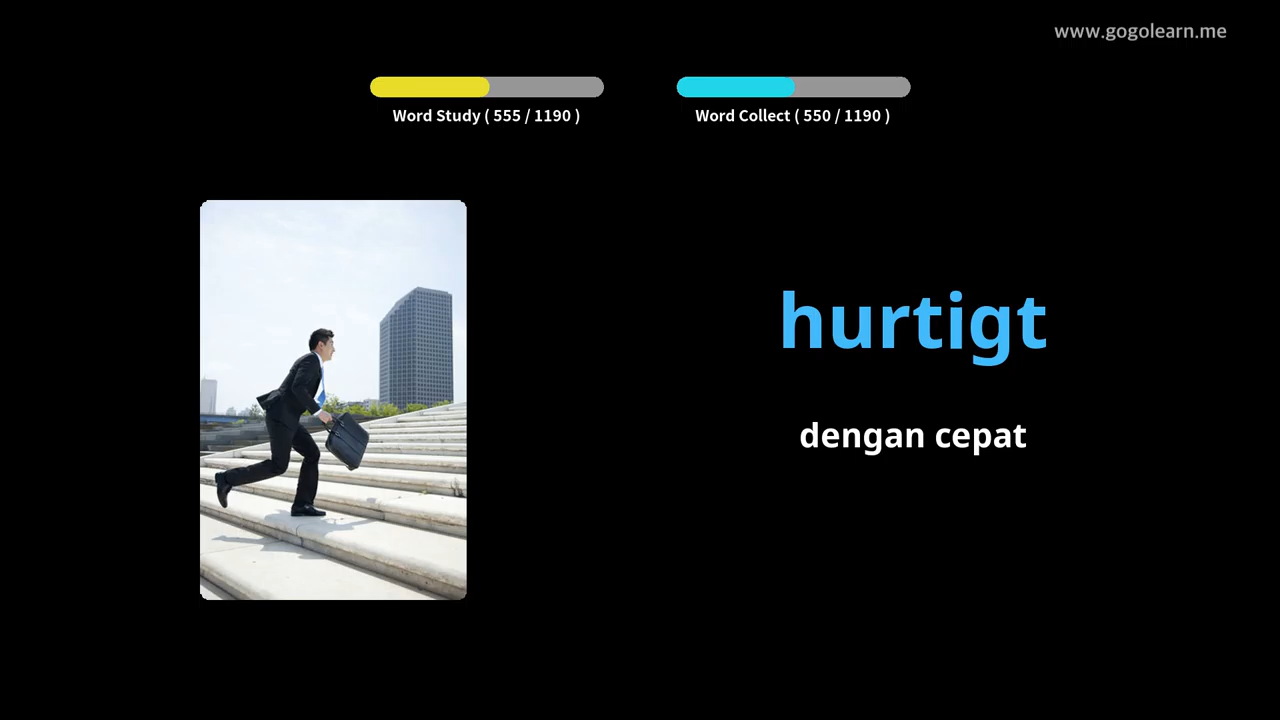 www.gogolearn.me
Word Study ( 555 / 1190 )
Word Collect ( 550 / 1190 )
hurtigt
dengan cepat